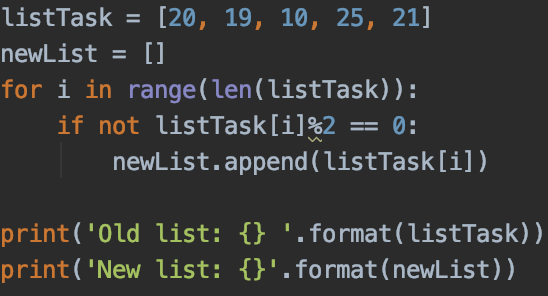 listTask = [20, 19, 10, 25, 21]
newList = []
for i in range(len(listTask)):
    if not listTask[i]%2 == 0:
        newList.append(listTask[i])

print('Old list: {} '.format(listTask))
print('New list: {}'.format(newList))